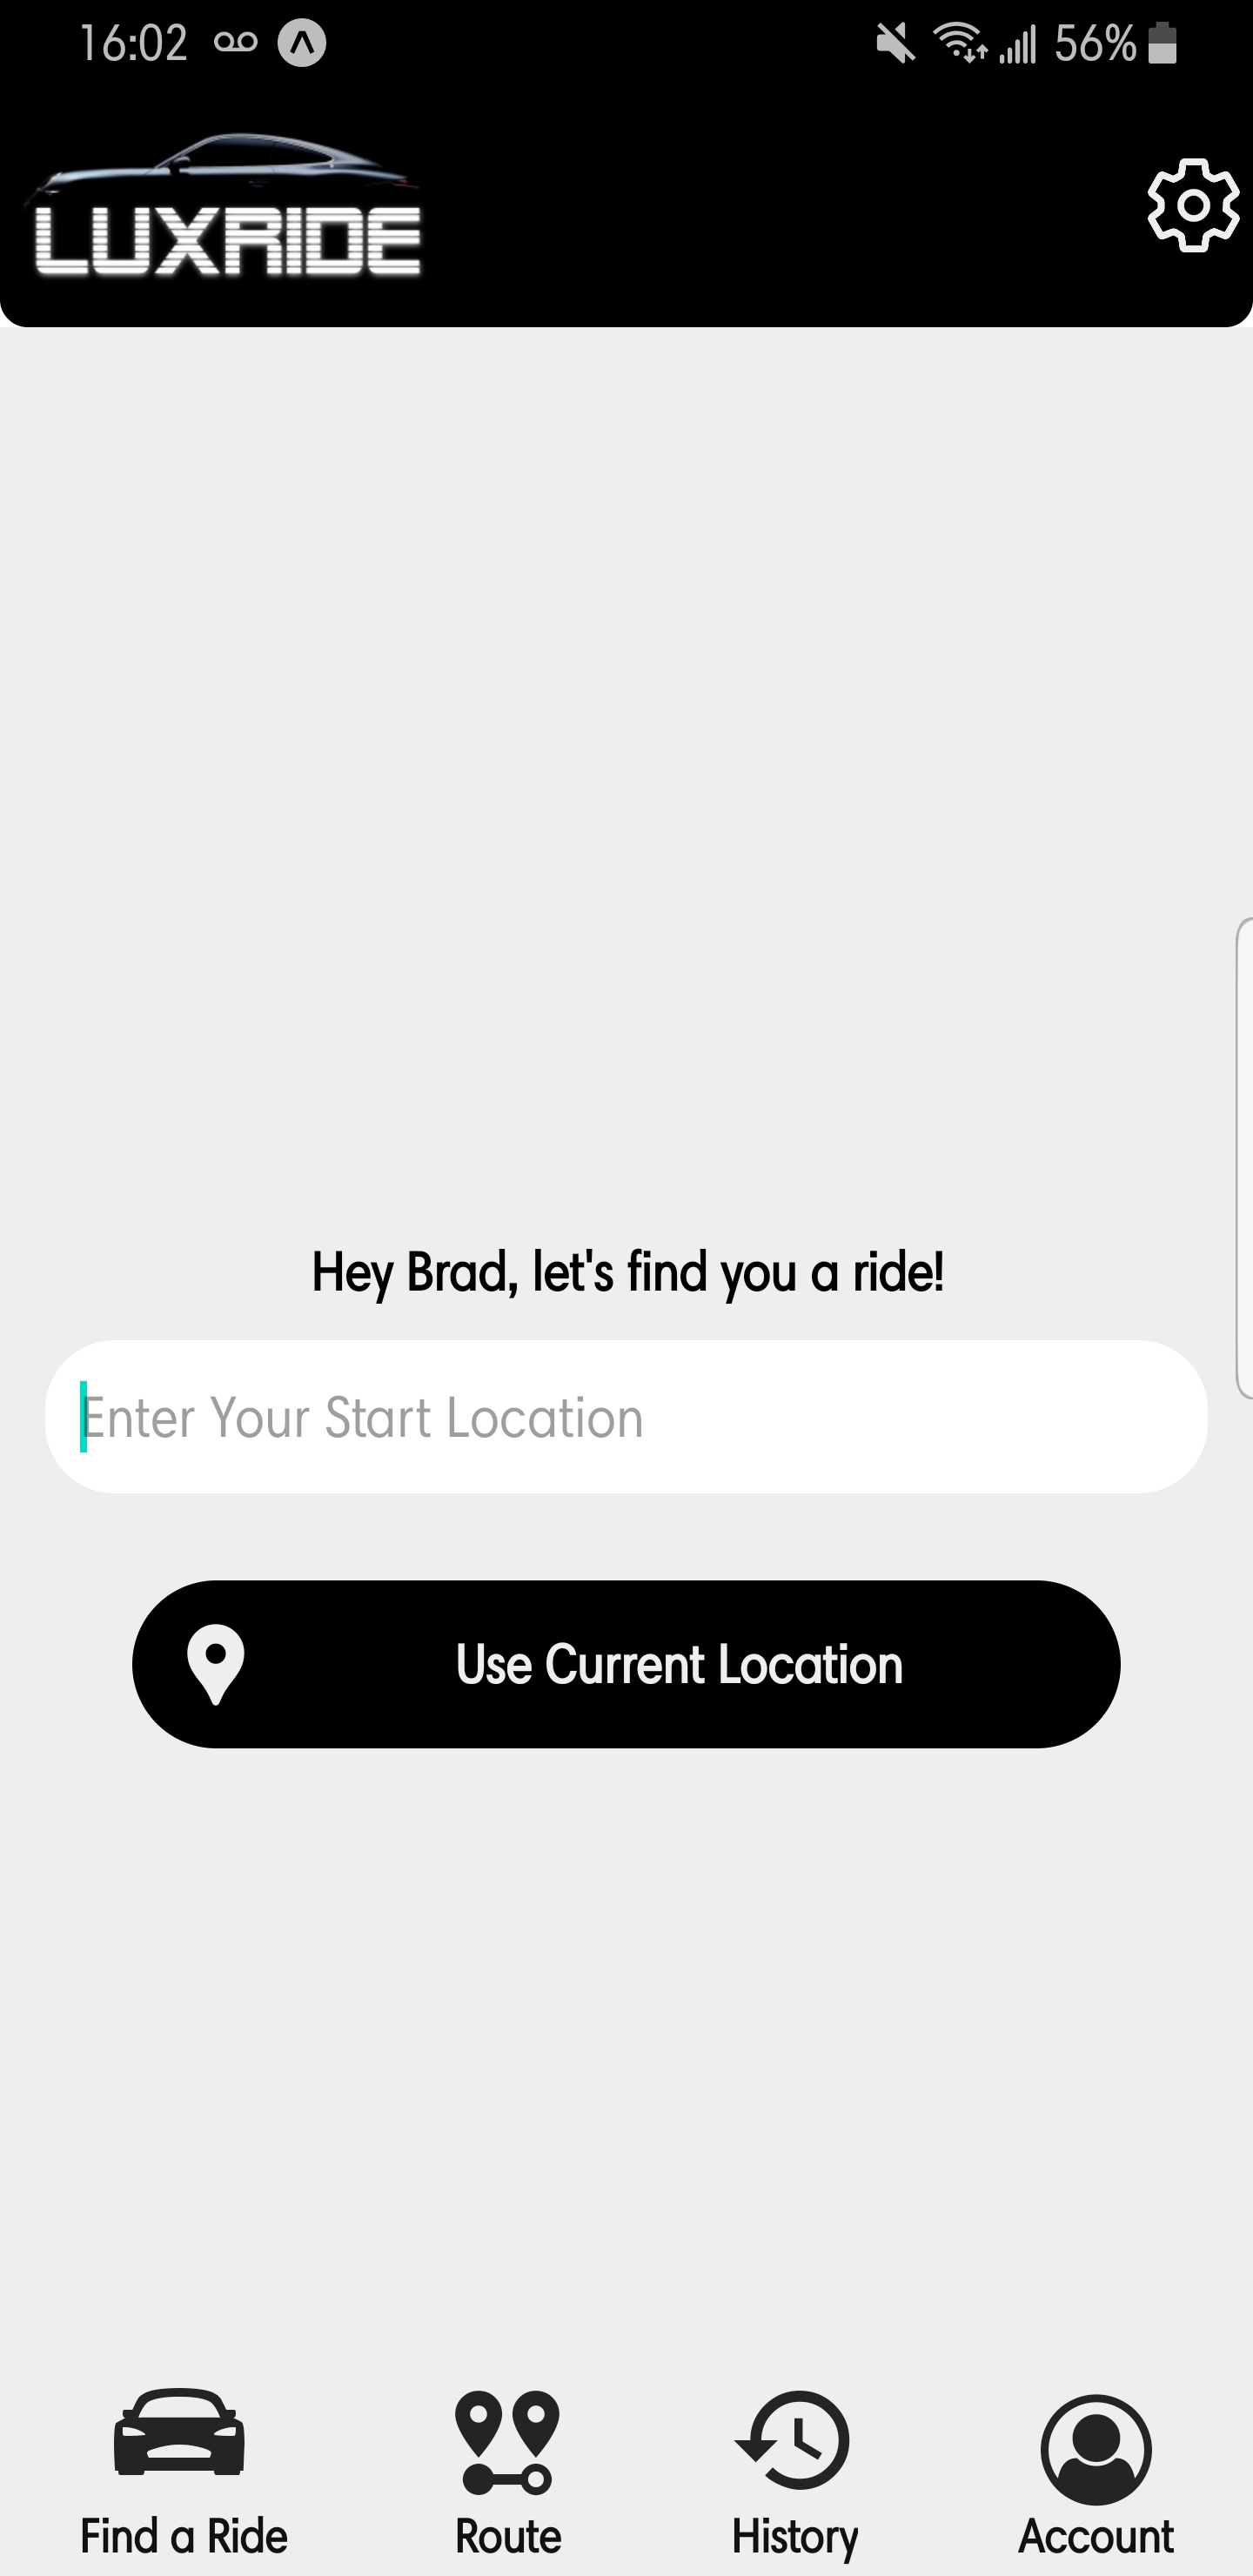 16:02
56%
LUXRIDE
Hey Brad, let's find you a ride!
Enter Your Start Location
Use Current Location
Find a Ride
Route
History
Account